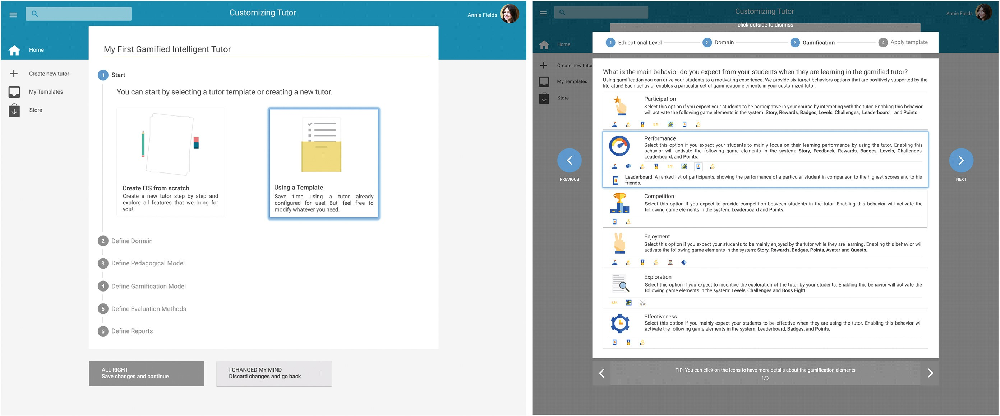 Customizing Tutor
Annie Fields
Home
Create new tutor
My Templates
Store
My First Gamified Intelligent Tutor
1 Start
You can start by selecting a tutor template or creating a new tutor.
Create ITS from scratch
Create a new tutor step by step and
explore all features that we bring for
you!
Using a Template
Save time using a tutor already
configured for use! But, feel free to
modify whatever you need.
2 Define Domain
3 Define Pedagogical Model
4 Define Gamification Model
5 Define Evaluation Methods
6 Define Reports
ALL RIGHT
Save changes and continue
I CHANGED MY MIND
Discard changes and go back
Customizing Tutor
Annie Fields
click outside to dismiss
Home
Create new tutor
My Templates
Store
1 Educational Level
2 Domain
3 Gamification
4 Apply template
What is the main behavior do you expect from your students when they are learning in the gamified tutor?
Using gamification you can drive your students to a motivating experience. We provide six target behaviors options that are positively supported by the
literature! Each behavior enables a particular set of gamification elements in your customized tutor.
Participation
Select this option if you expect your students to be participative in your course by interacting with the tutor. Enabling this behavior
will activate the following game elements in the system: Story, Rewards, Badges, Levels, Challenges, Leaderboard, and Points.
Performance
Select this option if you expect your students to mainly focus on their learning performance by using the tutor. Enabling this
behavior will activate the following game elements in the system: Story, Feedback, Rewards, Badges, Levels, Challenges,
Leaderboard, and Points.
Leaderboard: A ranked list of participants, showing the performance of a particular student in comparison to the highest scores and to his
friends.
Competition
Select this option if you expect to provide competition between students in the tutor. Enabling this behavior will activate the
following game elements in the system: Leaderboard and Points.
Enjoyment
Select this option if you expect your students to be mainly enjoyed by the tutor while they are learning. Enabling this behavior will
activate the following game elements in the system: Story, Rewards, Badges, Points, Avatar and Quests.
Exploration
Select this option if you expect to incentive the exploration of the tutor by your students. Enabling this behavior will activate the
following game elements in the system: Levels, Challenges and Boss Fight.
Effectiveness
Select this option if you mainly expect your students to be effective when they are using the tutor. Enabling this behavior will
activate the following game elements in the system: Leaderboard, Badges, and Points.
PREVIOUS
NEXT
TIP: You can click on the icons to have more details about the gamification elements
1/3